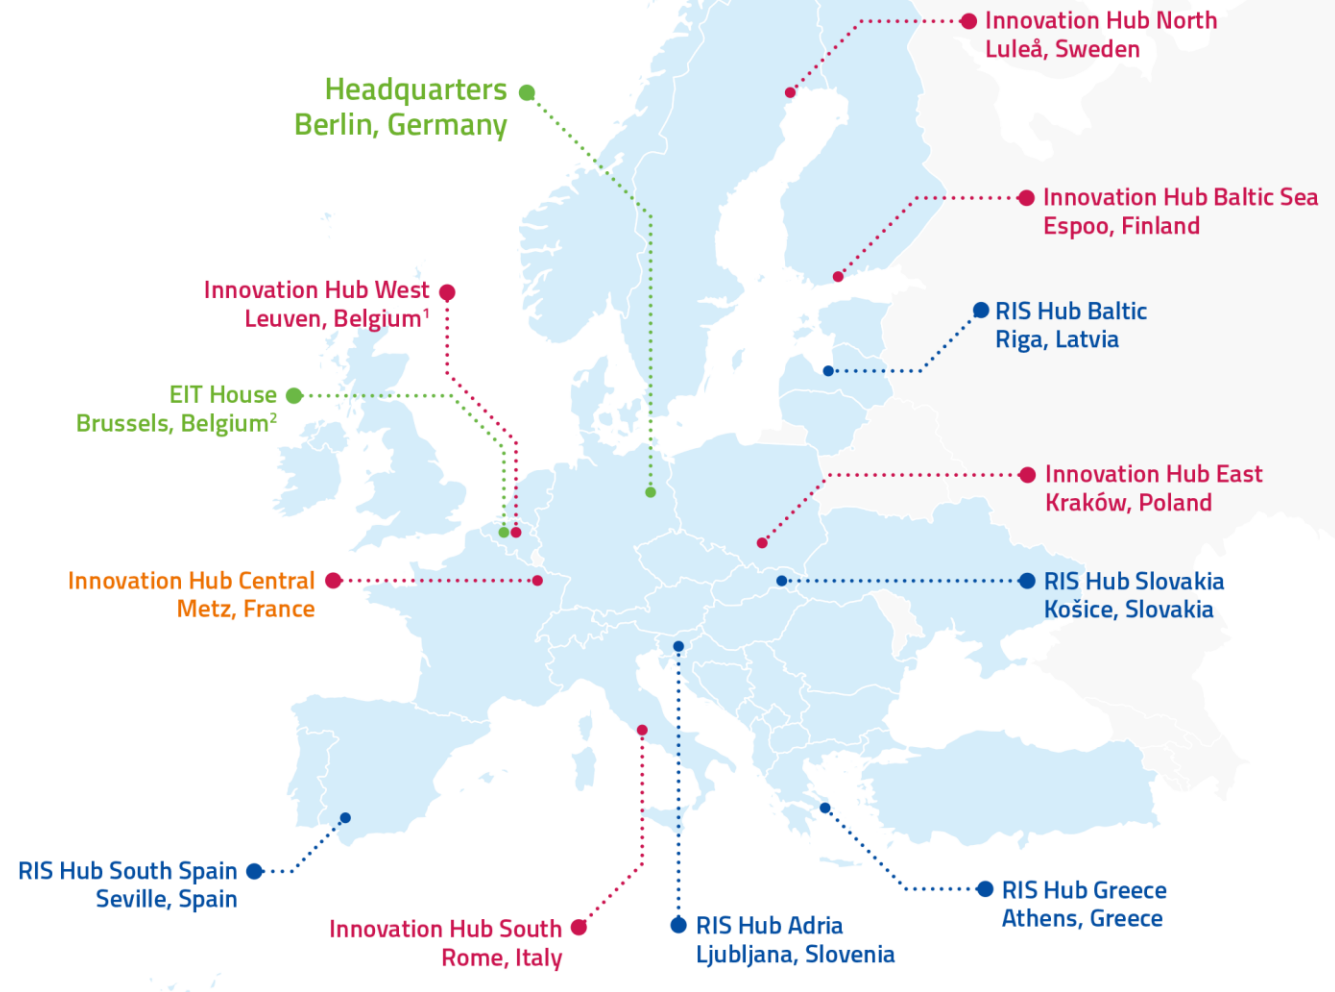 Innovation Hub North
Luleå, Sweden
Headquarters
Berlin, Germany
Innovation Hub Baltic Sea
Espoo, Finland
Innovation Hub West
Leuven, Belgium¹
RIS Hub Baltic
Riga, Latvia
EIT House
Brussels, Belgium²
Innovation Hub East
Kraków, Poland
Innovation Hub Central
Metz, France
RIS Hub Slovakia
Košice, Slovakia
RIS Hub South Spain
Seville, Spain
RIS Hub Greece
Athens, Greece
Innovation Hub South
Rome, Italy
RIS Hub Adria
Ljubljana, Slovenia